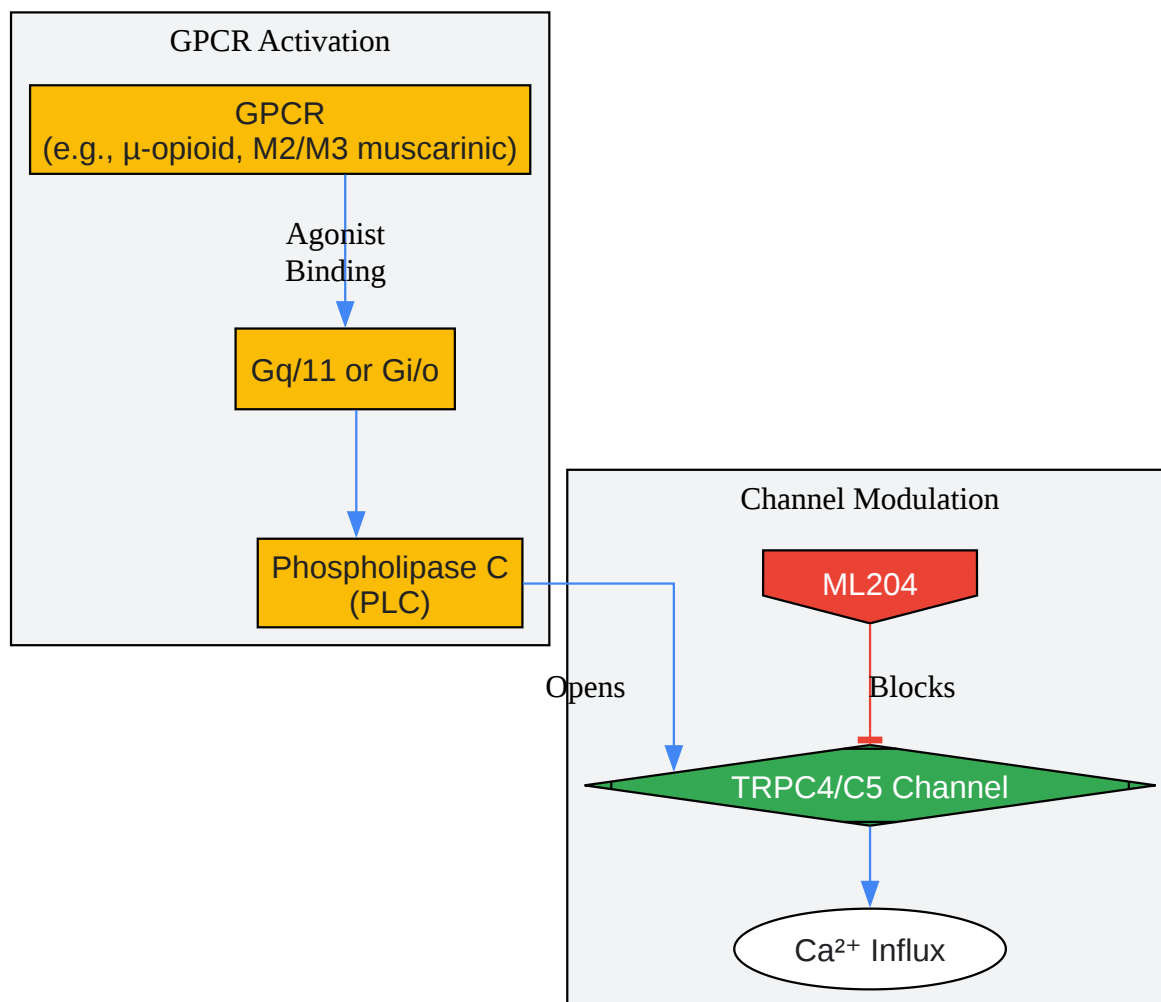 GPCR Activation
GPCR
(e.g., µ-opioid, M2/M3 muscarinic)
Agonist
Binding
Gq/11 or Gi/o
Phospholipase C
(PLC)
Channel Modulation
ML204
Opens
Blocks
TRPC4/C5 Channel
Ca²⁺ Influx